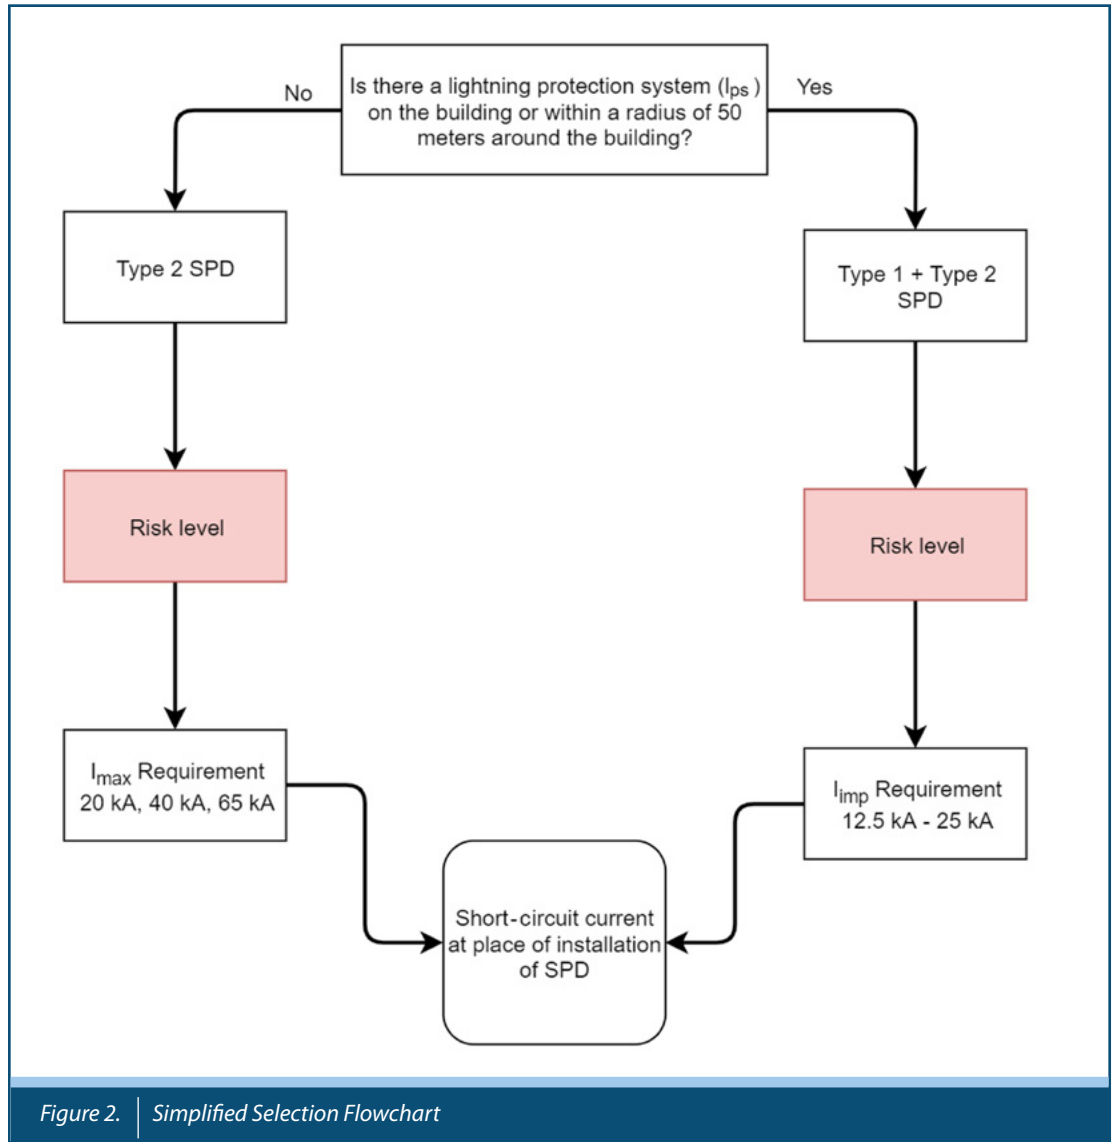 Is there a lightning protection system (Ips)
on the building or within a radius of 50
meters around the building?
No
Yes
Type 2 SPD
Type 1 + Type 2
SPD
Risk level
Risk level
Imax Requirement
20 kA, 40 kA, 65 kA
Iimp Requirement
12.5 kA - 25 kA
Short-circuit current
at place of installation
of SPD
Figure 2. Simplified Selection Flowchart